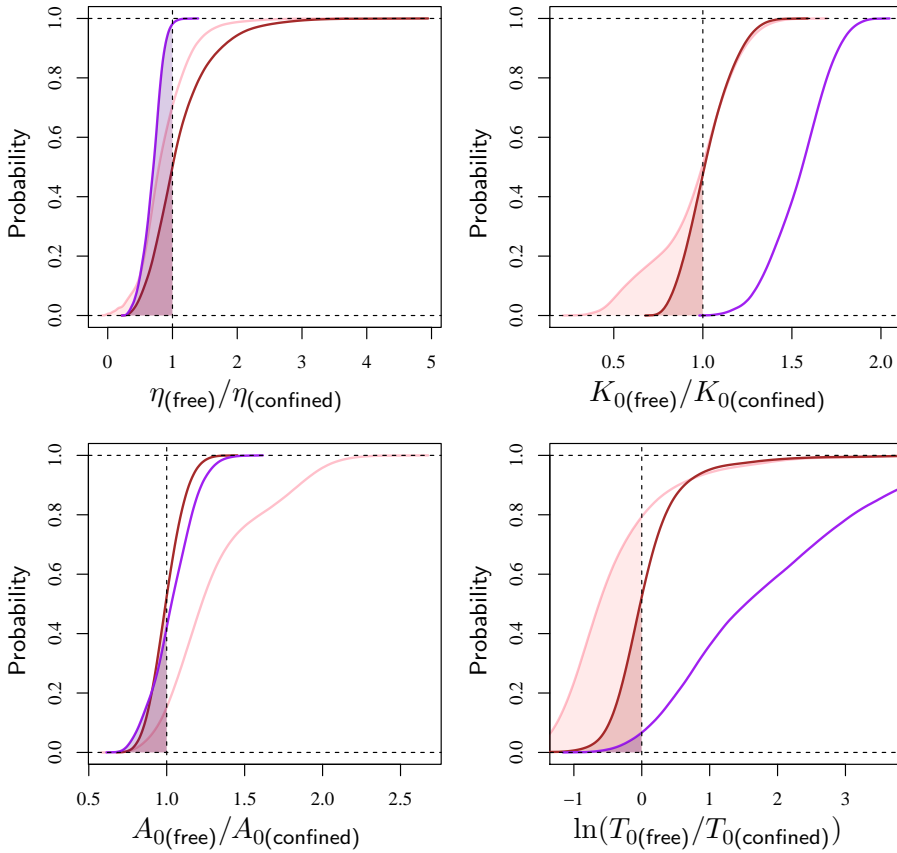 Probability
0.0 0.2 0.4 0.6 0.8 1.0
0 1 2 3 4 5
η(free)/η(confined)
Probability
0.0 0.2 0.4 0.6 0.8 1.0
0.5 1.0 1.5 2.0
K0(free)/K0(confined)
Probability
0.0 0.2 0.4 0.6 0.8 1.0
0.5 1.0 1.5 2.0 2.5
A0(free)/A0(confined)
Probability
0.0 0.2 0.4 0.6 0.8 1.0
−1 0 1 2 3
ln(T0(free)/T0(confined))